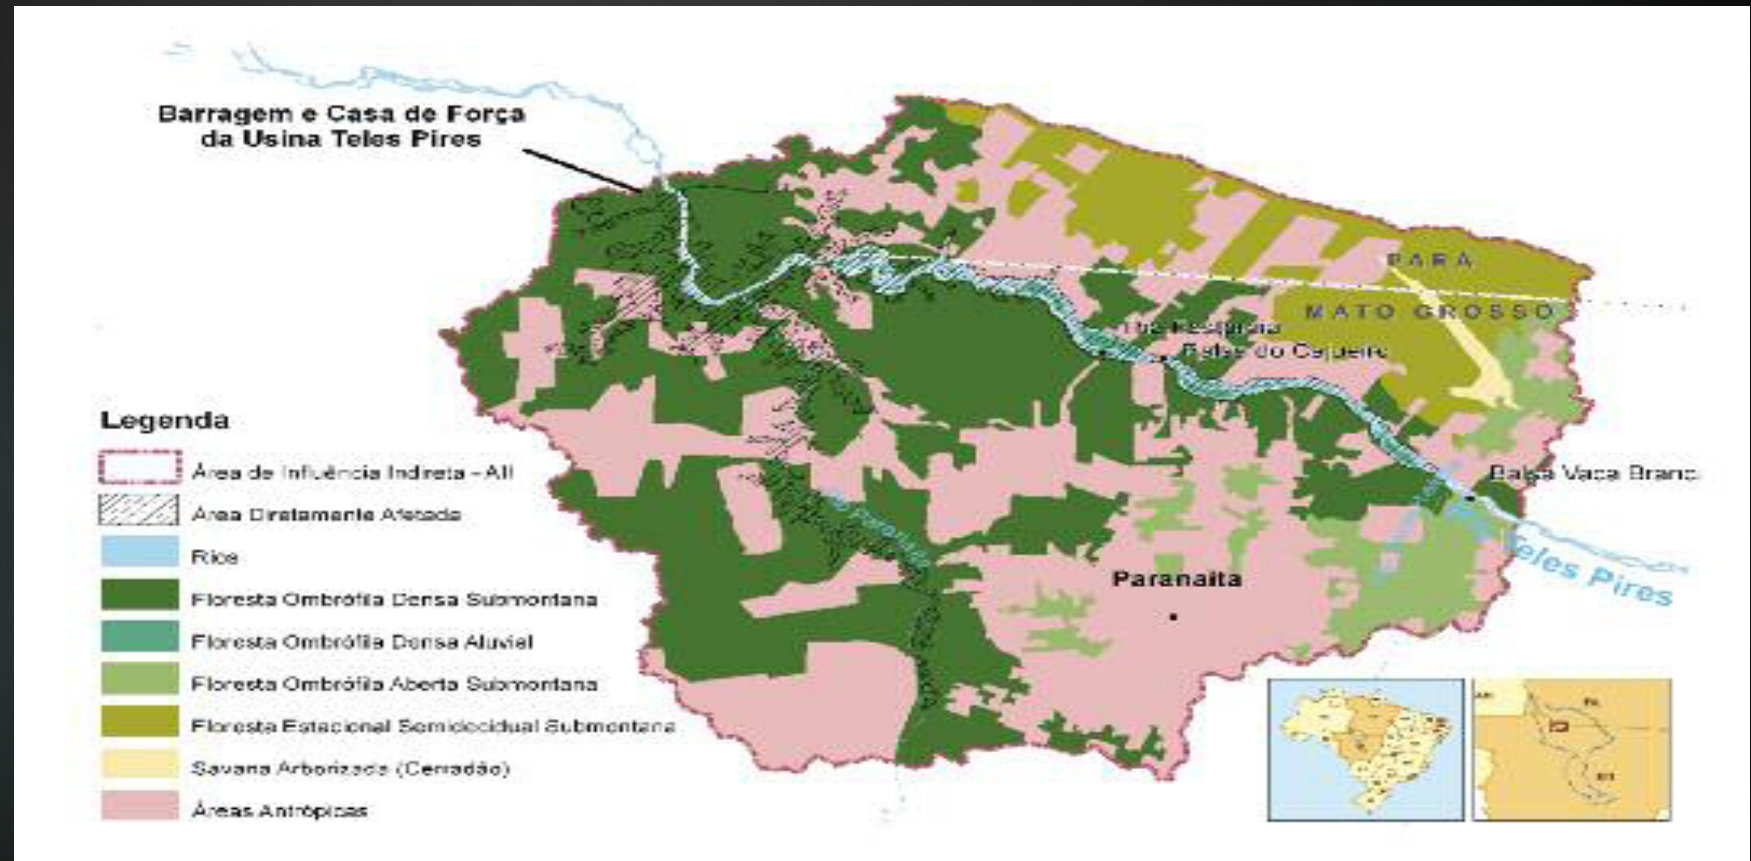 Barragem e Casa de Força
da Usina Teles Pires
PARÁ
MATO GROSSO
Balsa do Cajueiro
Balsa Vaca Branc
Teles Pires
Paranaíta
Legenda
Área de Influência Indireta - AII
Área Diretamente Afetada
Rios
Floresta Ombrófila Densa Submontana
Floresta Ombrófila Densa Aluvial
Floresta Ombrófila Aberta Submontana
Floresta Estacional Semidecidual Submontana
Savana Arborizada (Cerradão)
Áreas Antrópicas